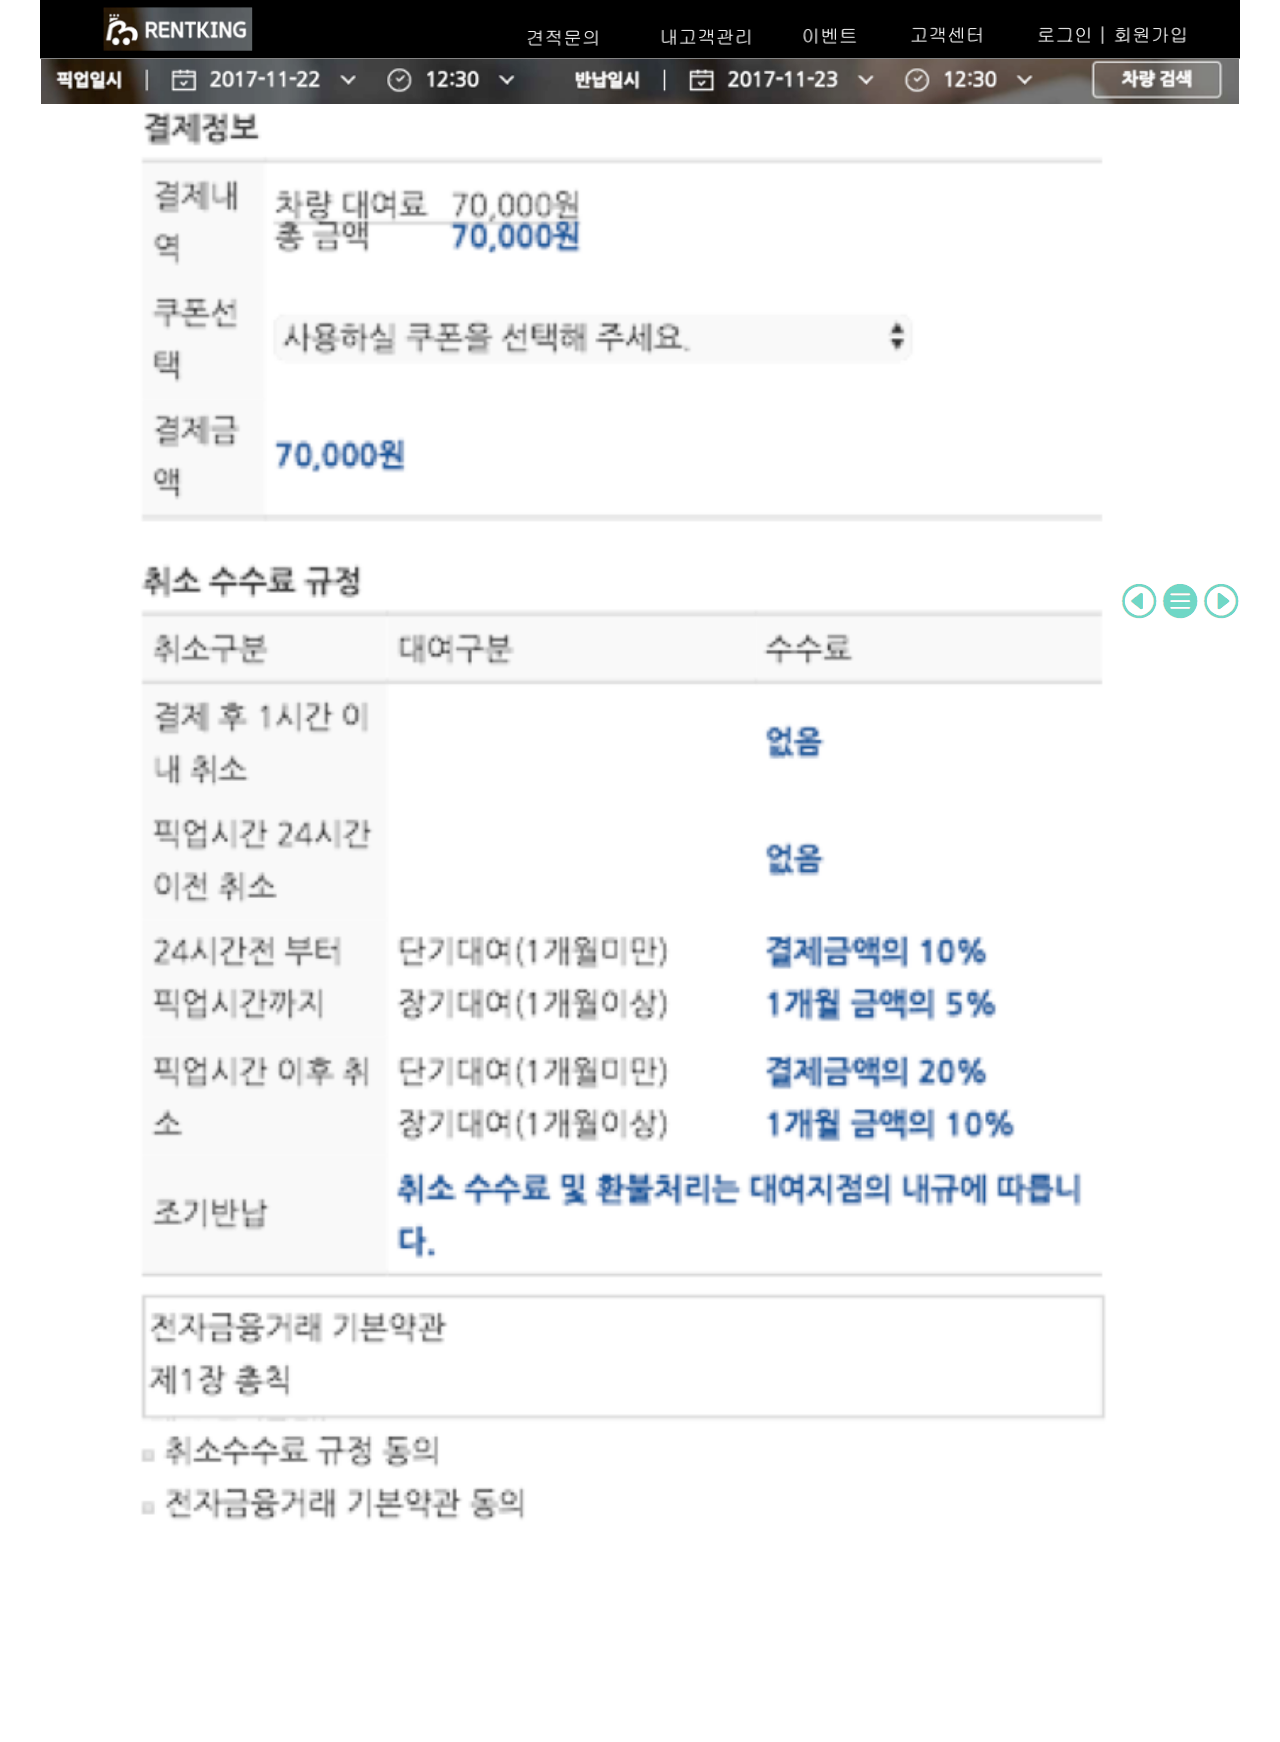 RENTKING 견적문의 내고객관리 이벤트 고객센터 로그인 | 회원가입
픽업일시 | 2017-11-22 12:30 반납일시 | 2017-11-23 12:30 차량 검색
결제정보
결제내
역
차량 대여료 70,000원
총 금액 70,000원
쿠폰선
택
사용하실 쿠폰을 선택해 주세요.
결제금
액
70,000원
취소 수수료 규정
취소구분 대여구분 수수료
결제 후 1시간 이
내 취소
없음
픽업시간 24시간
이전 취소
없음
24시간전 부터 단기대여(1개월미만) 결제금액의 10%
픽업시간까지 장기대여(1개월이상) 1개월 금액의 5%
픽업시간 이후 취 단기대여(1개월미만) 결제금액의 20%
소 장기대여(1개월이상) 1개월 금액의 10%
조기반납
취소 수수료 및 환불처리는 대여지점의 내규에 따릅니
다.
전자금융거래 기본약관
제1장 총칙
취소수수료 규정 동의
전자금융거래 기본약관 동의